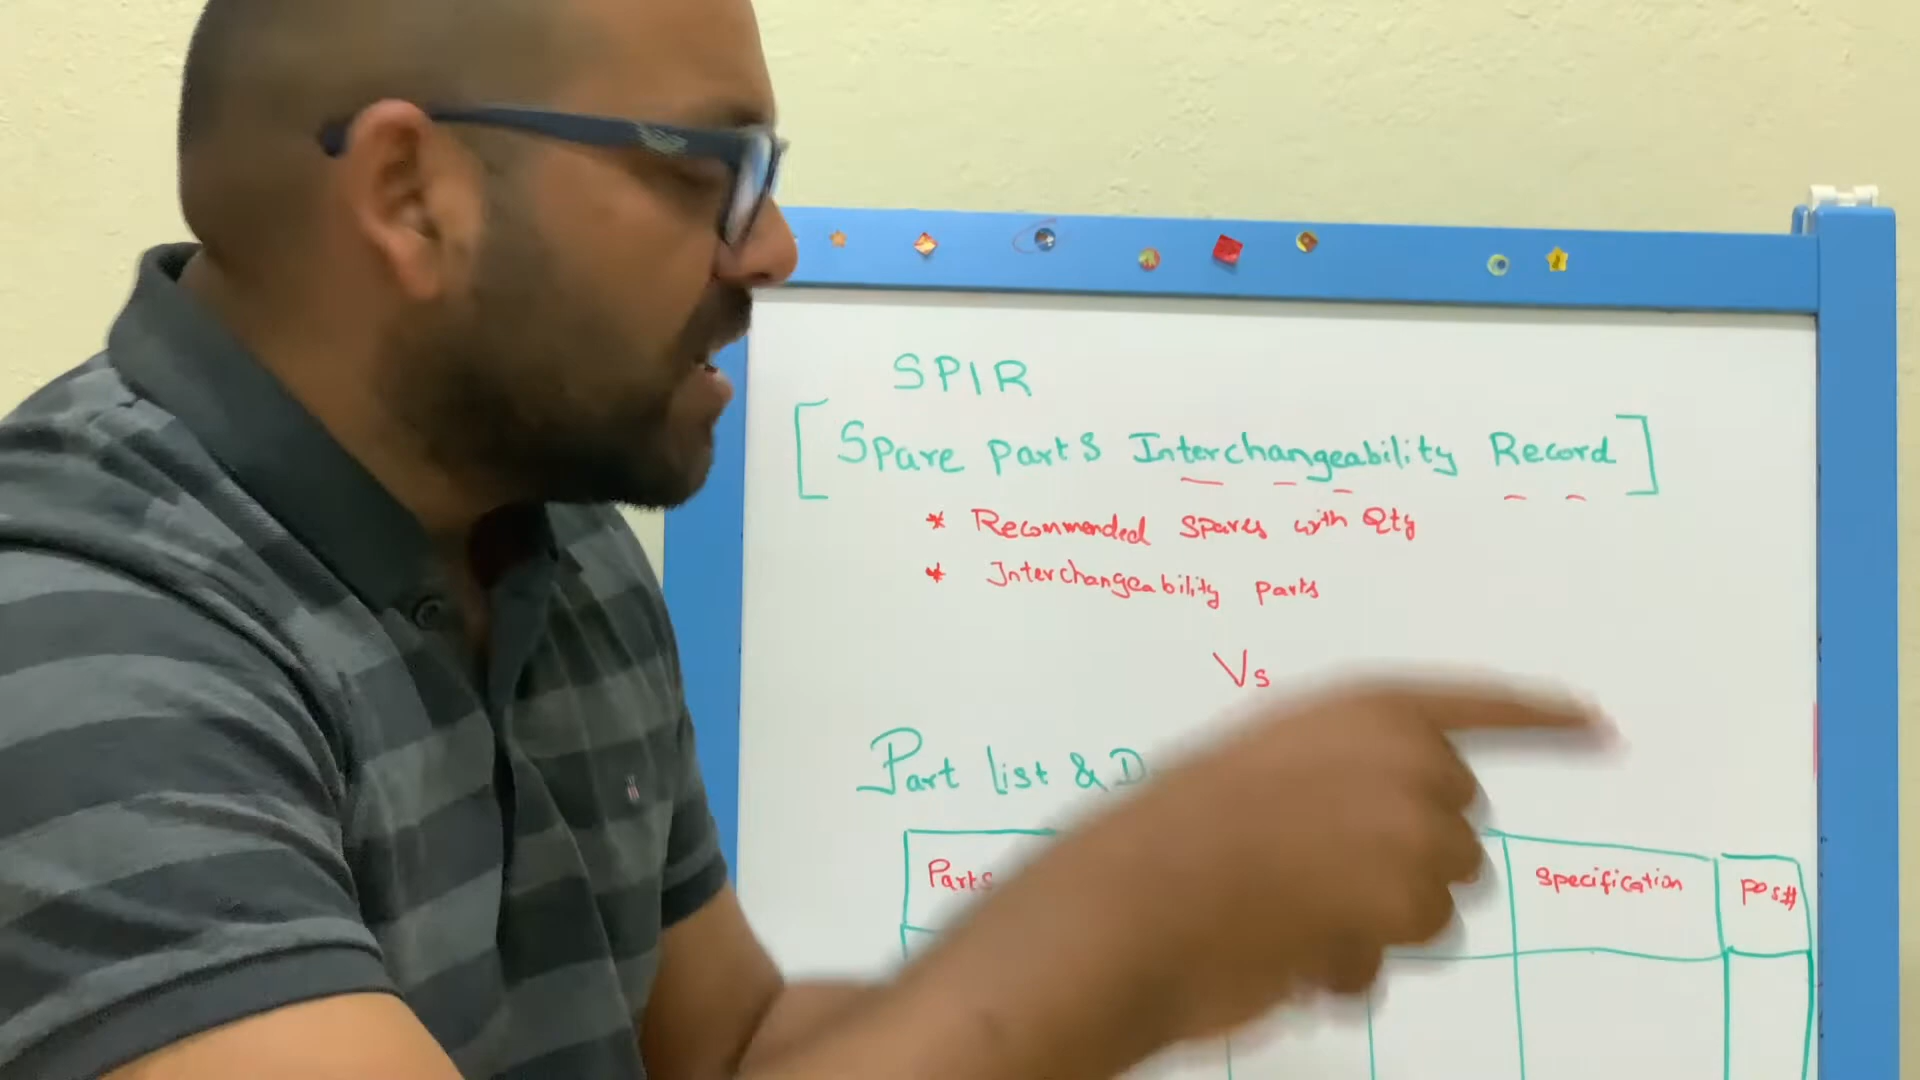 SPIR
[Spare parts Interchangeability Record]
* Recommended Spares with Qty
* Interchangeability parts
Vs
Part list &
Parts Specification Pos#